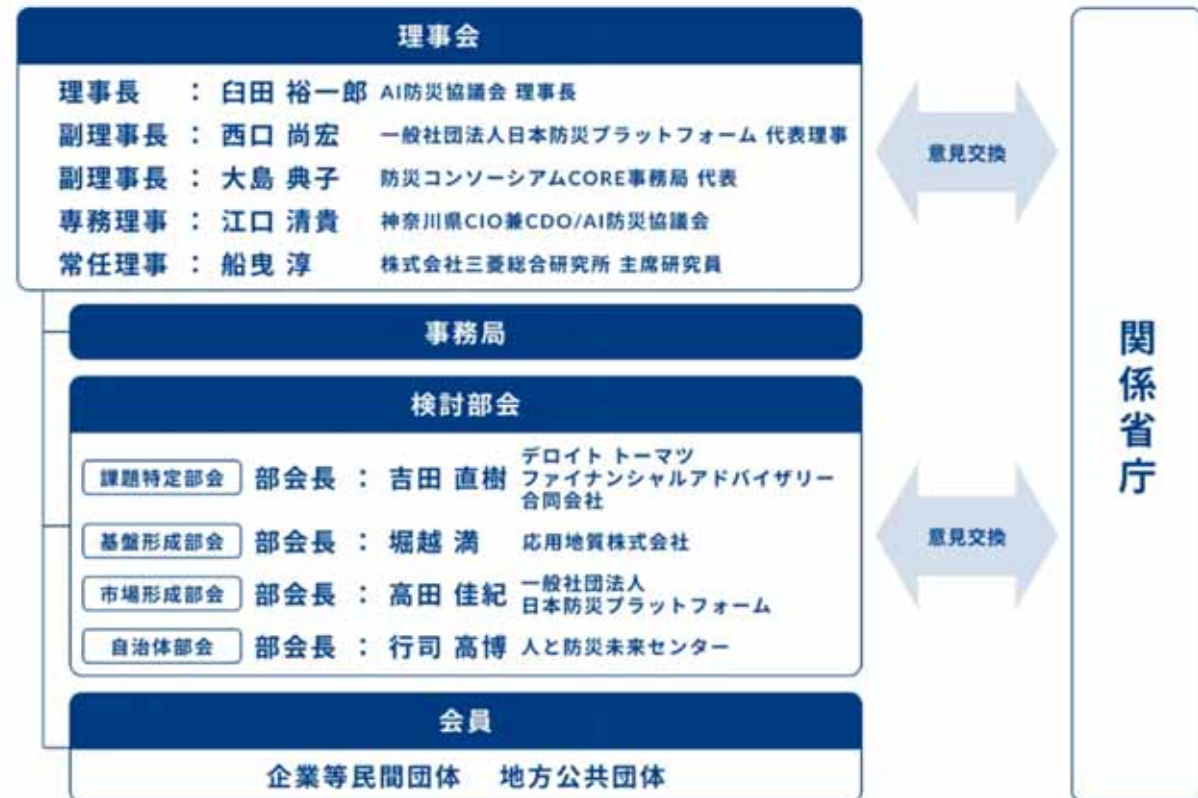 理事会
理事長 ： 臼田 裕一郎 AI防災協議会 理事長
副理事長 ： 西口 尚宏 一般社団法人日本防災プラットフォーム 代表理事
副理事長 ： 大島 典子 防災コンソーシアムCORE事務局 代表
専務理事 ： 江口 清貴 神奈川県CIO兼CDO/AI防災協議会
常任理事 ： 船曳 淳 株式会社三菱総合研究所 主席研究員
意見交換
事務局
検討部会
課題特定部会 部会長 ： 吉田 直樹 デロイト トーマツ
ファイナンシャルアドバイザリー
合同会社
基盤形成部会 部会長 ： 堀越 満 応用地質株式会社
市場形成部会 部会長 ： 高田 佳紀 一般社団法人
日本防災プラットフォーム
自治体部会 部会長 ： 行司 高博 人と防災未来センター
意見交換
会員
企業等民間団体 地方公共団体
関係省庁